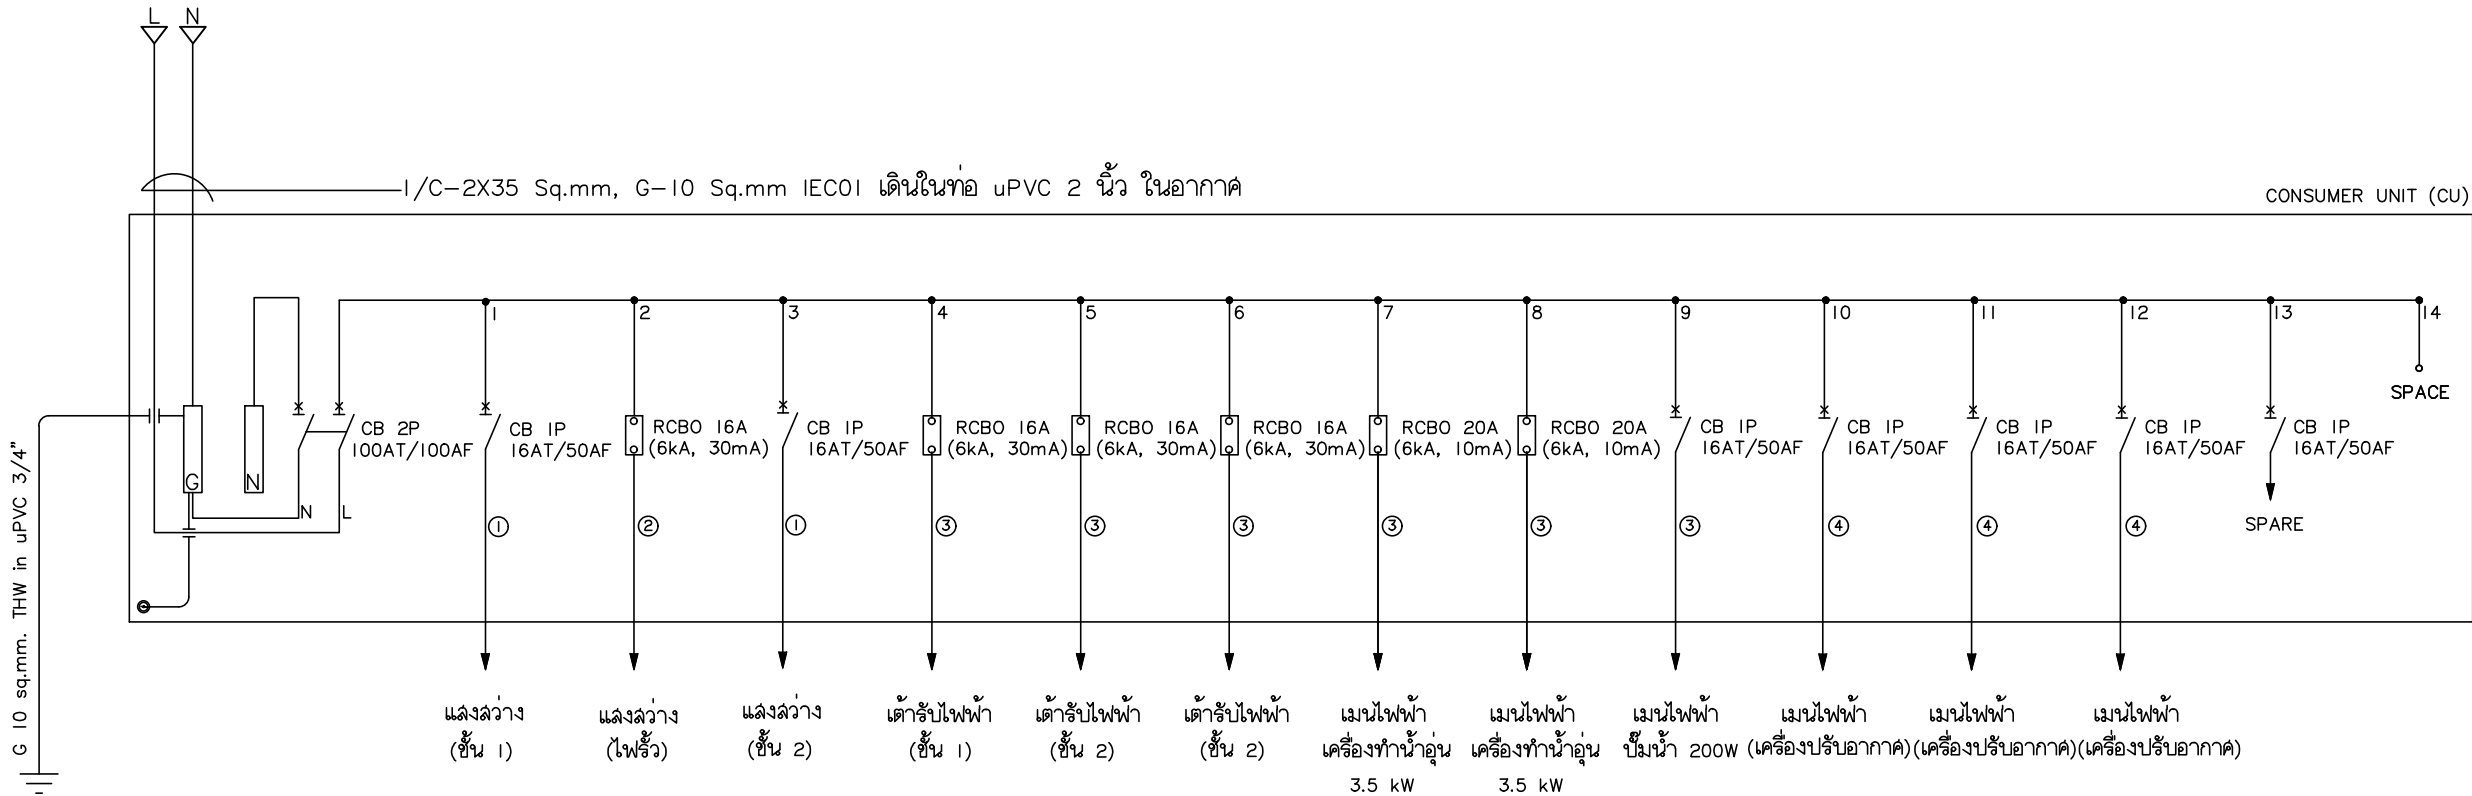 L N
1/C-2X35 Sq.mm, G-10 Sq.mm IEC01 เดินในท่อ uPVC 2 นิ้ว ในอากาศ
CONSUMER UNIT (CU)
1 2 3 4 5 6 7 8 9 10 11 12 13 14
SPACE
CB 2P
100AT/100AF
CB 1P
16AT/50AF
RCBO 16A
(6kA, 30mA)
CB 1P
16AT/50AF
RCBO 16A
(6kA, 30mA)
RCBO 16A
(6kA, 30mA)
RCBO 16A
(6kA, 30mA)
RCBO 20A
(6kA, 10mA)
RCBO 20A
(6kA, 10mA)
CB 1P
16AT/50AF
CB 1P
16AT/50AF
CB 1P
16AT/50AF
CB 1P
16AT/50AF
CB 1P
16AT/50AF
G N
N L
1 2 1 3 3 3 3 3 3 4 4 4
SPARE
G 10 sq.mm. THW in uPVC 3/4"
แสงสว่าง
(ชั้น 1)
แสงสว่าง
(ไฟรั้ว)
แสงสว่าง
(ชั้น 2)
เต้ารับไฟฟ้า
(ชั้น 1)
เต้ารับไฟฟ้า
(ชั้น 2)
เต้ารับไฟฟ้า
(ชั้น 2)
เมนไฟฟ้า
เครื่องทำน้ำอุ่น
3.5 kW
เมนไฟฟ้า
เครื่องทำน้ำอุ่น
3.5 kW
เมนไฟฟ้า
ปั๊มน้ำ 200W
เมนไฟฟ้า
(เครื่องปรับอากาศ)
เมนไฟฟ้า
(เครื่องปรับอากาศ)
เมนไฟฟ้า
(เครื่องปรับอากาศ)